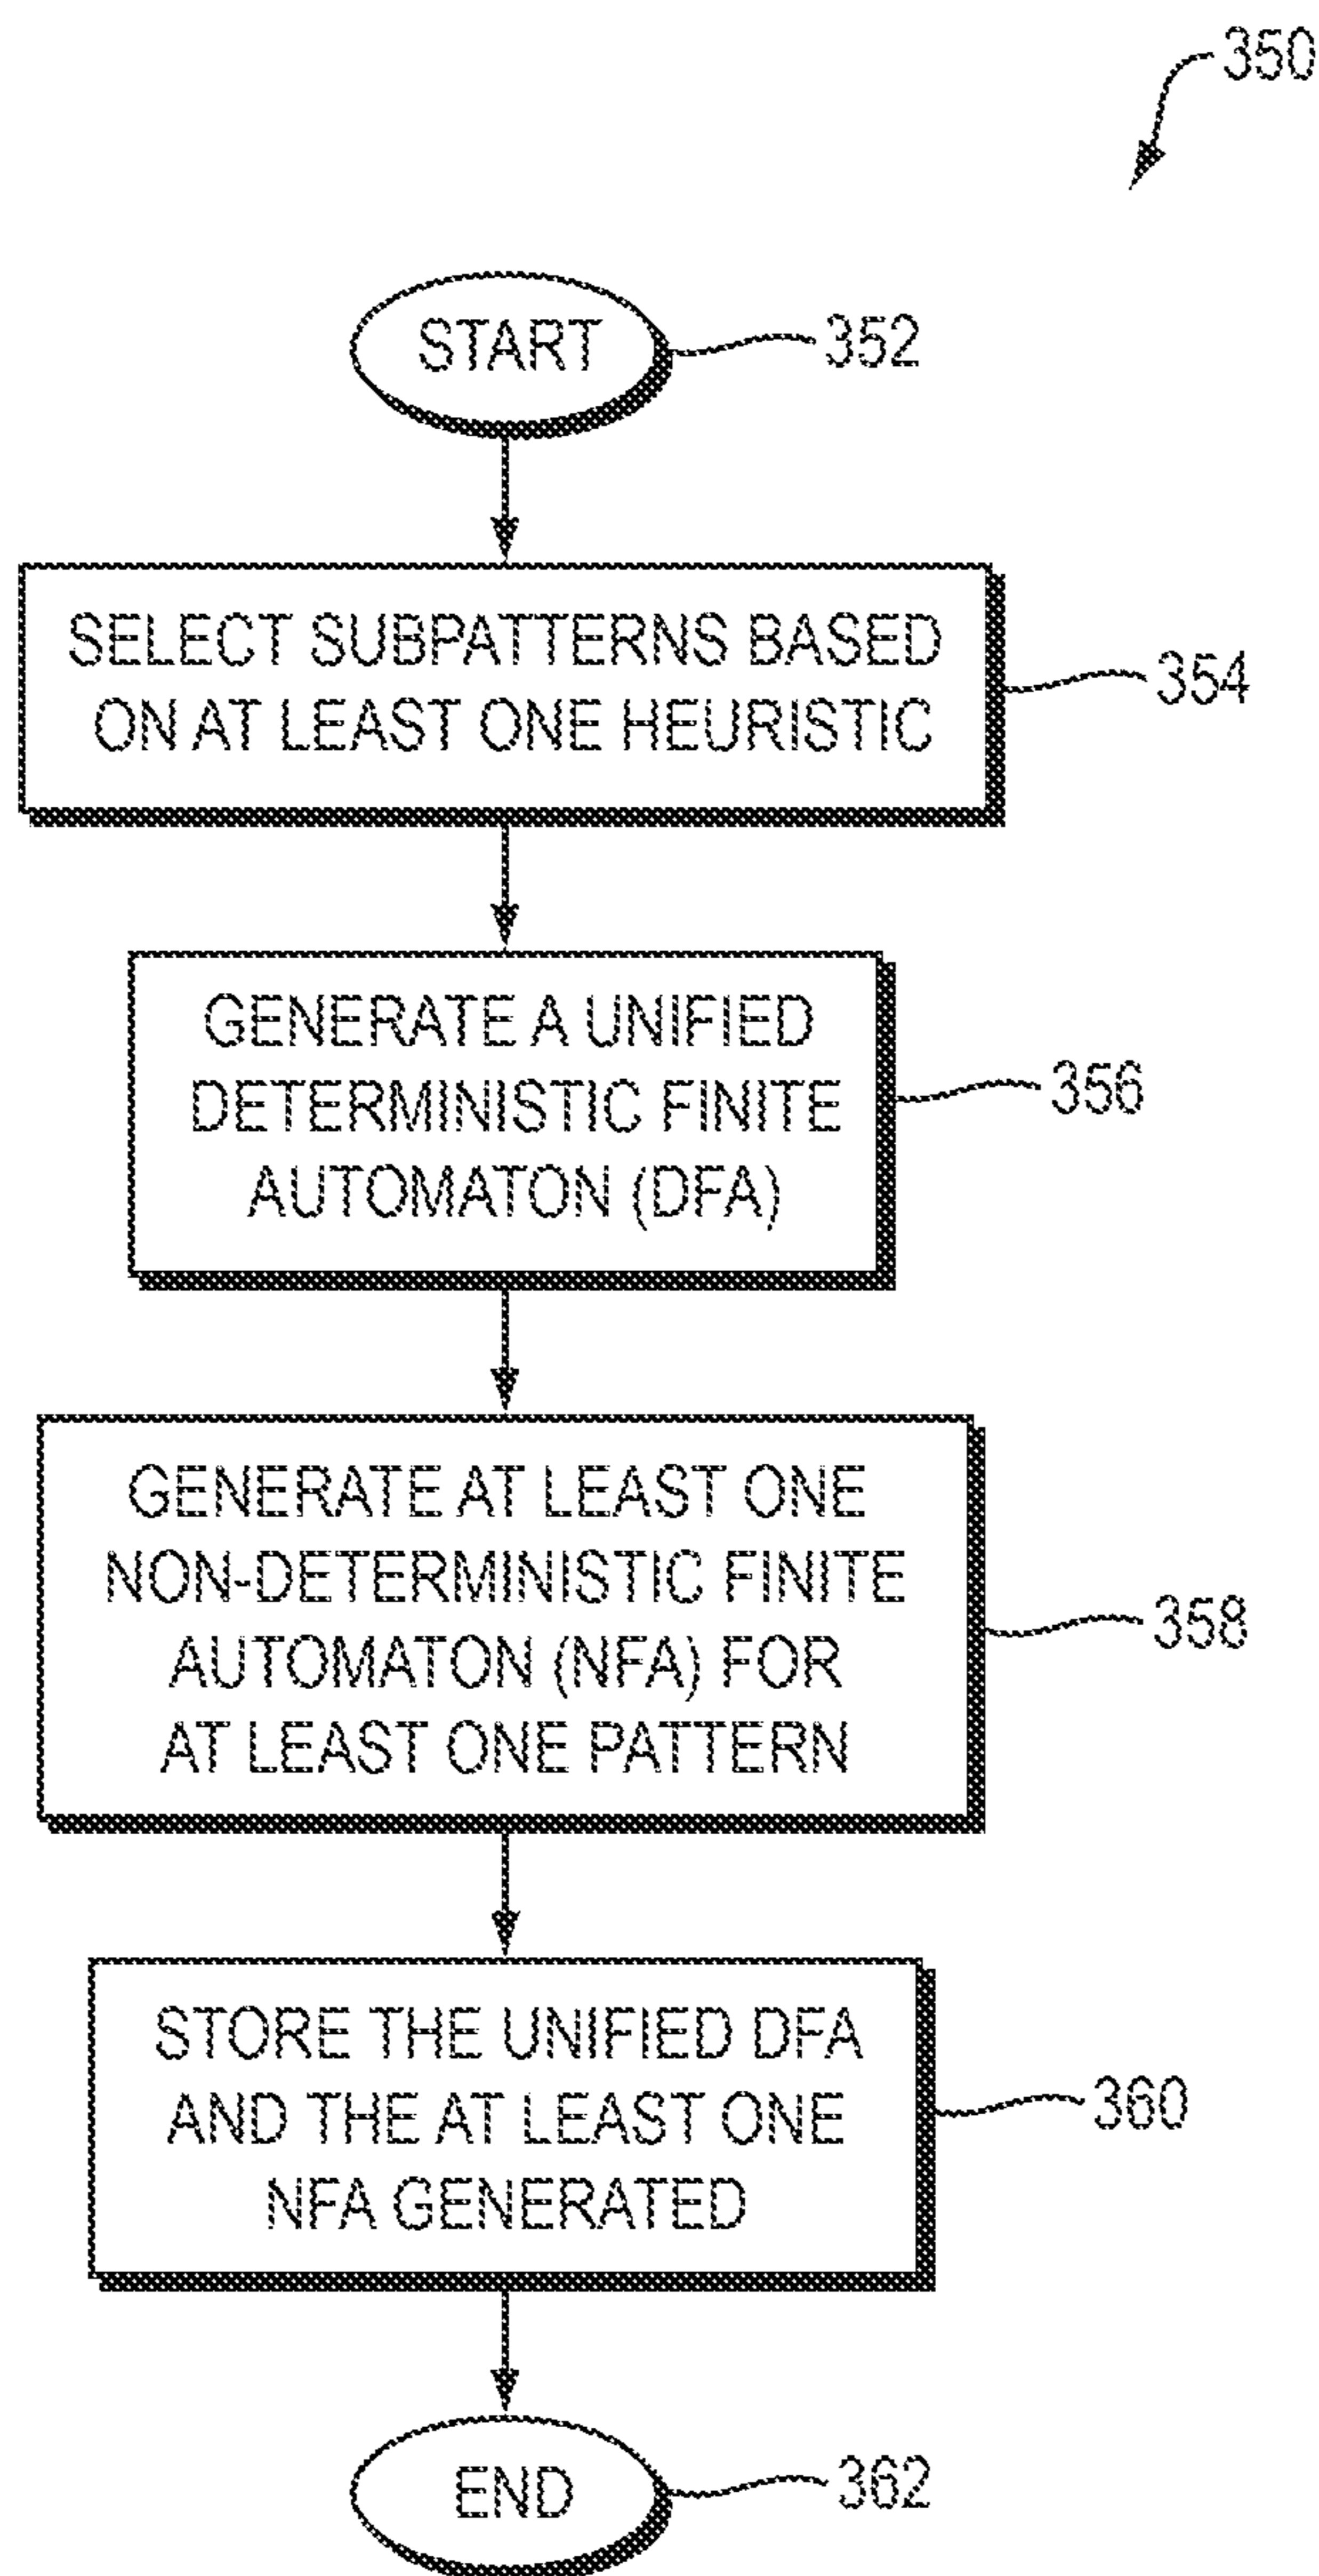 350
START
352
SELECT SUBPATTERNS BASED
ON AT LEAST ONE HEURISTIC
354
GENERATE A UNIFIED
DETERMINISTIC FINITE
AUTOMATON (DFA)
356
GENERATE AT LEAST ONE
NON-DETERMINISTIC FINITE
AUTOMATON (NFA) FOR
AT LEAST ONE PATTERN
358
STORE THE UNIFIED DFA
AND THE AT LEAST ONE
NFA GENERATED
360
END
362